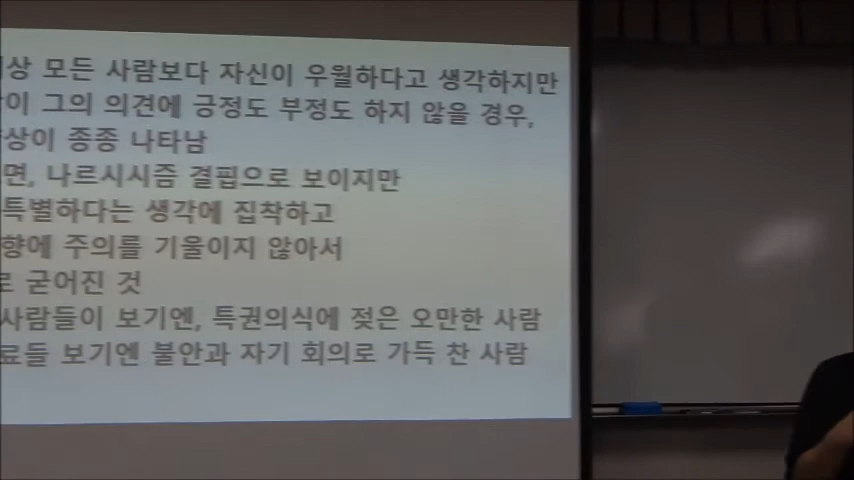 상 모든 사람보다 자신이 우월하다고 생각하지만
이 그의 의견에 긍정도 부정도 하지 않을 경우,
상이 종종 나타남
면, 나르시시즘 결핍으로 보이지만
특별하다는 생각에 집착하고
향에 주의를 기울이지 않아서
로 굳어진 것
사람들이 보기엔, 특권의식에 젖은 오만한 사람
료들 보기엔 불안과 자기 회의로 가득 찬 사람